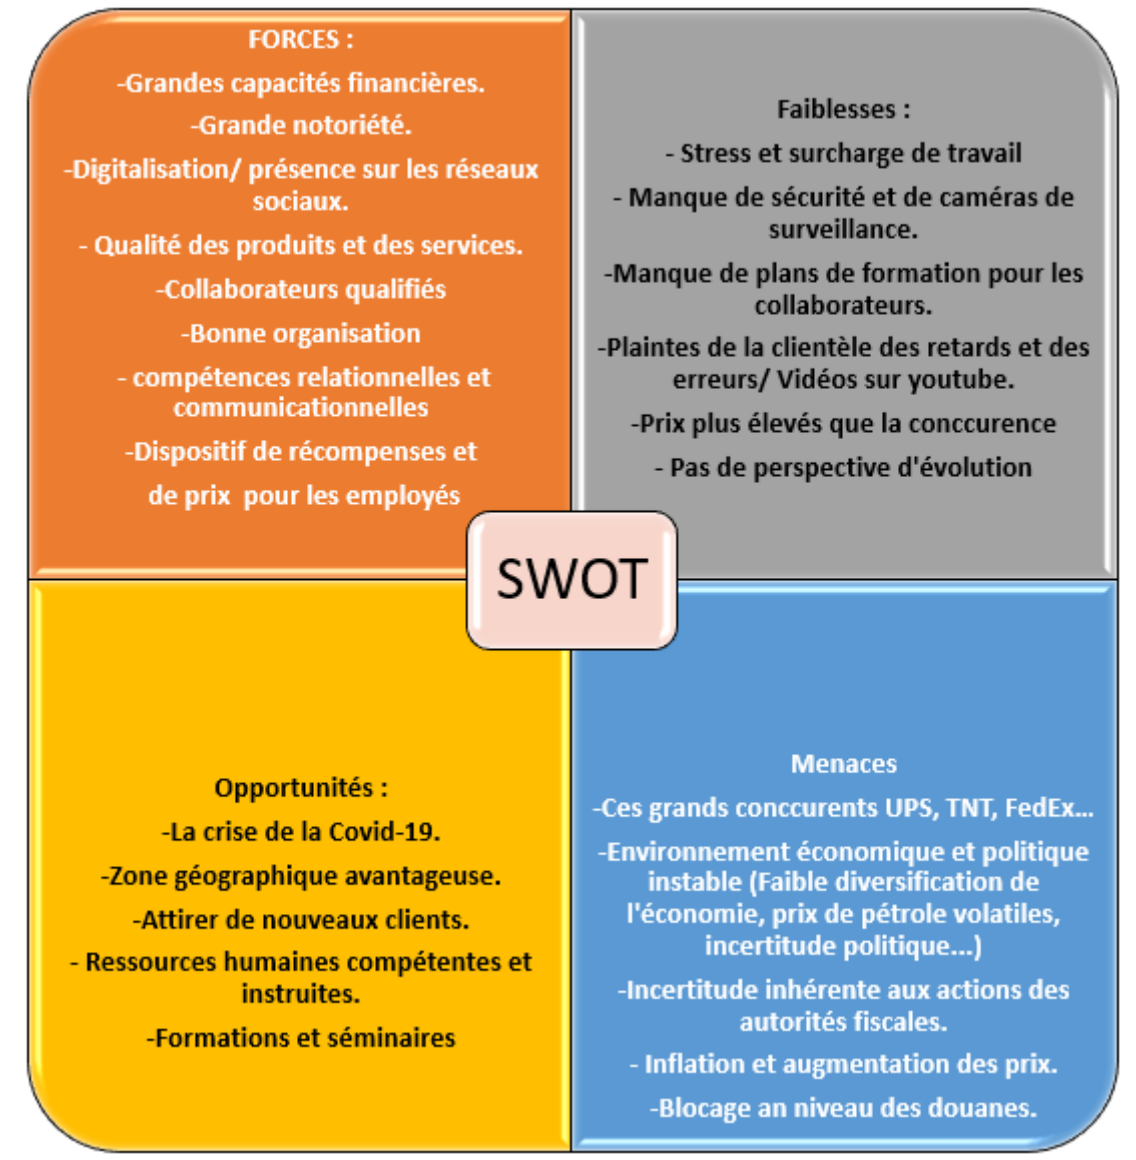 FORCES :
-Grandes capacités financières.
-Grande notoriété.
-Digitalisation/ présence sur les réseaux
sociaux.
- Qualité des produits et des services.
-Collaborateurs qualifiés
-Bonne organisation
- compétences relationnelles et
communicationnelles
-Dispositif de récompenses et
de prix pour les employés
Faiblesses :
- Stress et surcharge de travail
- Manque de sécurité et de caméras de
surveillance.
-Manque de plans de formation pour les
collaborateurs.
-Plaintes de la clientèle des retards et des
erreurs/ Vidéos sur youtube.
-Prix plus élevés que la conccurence
- Pas de perspective d'évolution
SWOT
Opportunités :
-La crise de la Covid-19.
-Zone géographique avantageuse.
-Attirer de nouveaux clients.
- Ressources humaines compétentes et
instruites.
-Formations et séminaires
Menaces
-Ces grands conccurents UPS, TNT, FedEx...
-Environnement économique et politique
instable (Faible diversification de
l'économie, prix de pétrole volatiles,
incertitude politique...)
-Incertitude inhérente aux actions des
autorités fiscales.
- Inflation et augmentation des prix.
-Blocage an niveau des douanes.